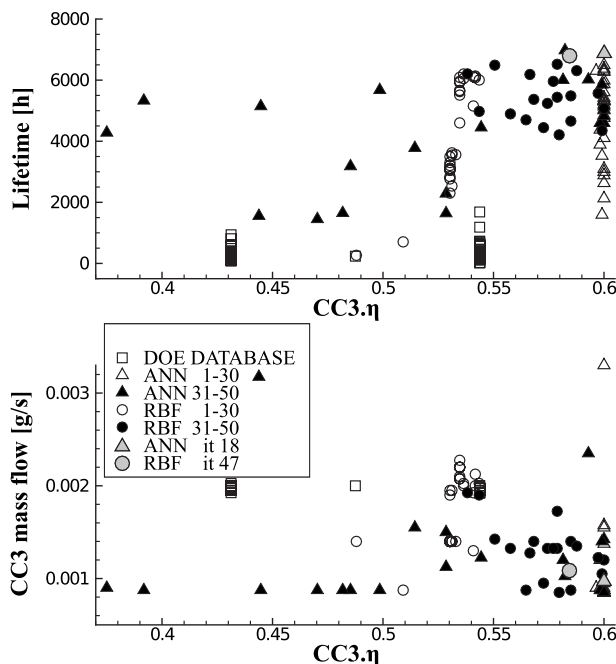 8000
6000
4000
2000
0
Lifetime [h]
0.4 0.45 0.5 0.55 0.6
CC3.η
DOE DATABASE
ANN 1-30
ANN 31-50
RBF 1-30
RBF 31-50
ANN it 18
RBF it 47
0.003
0.002
0.001
CC3 mass flow [g/s]
0.4 0.45 0.5 0.55 0.6
CC3.η